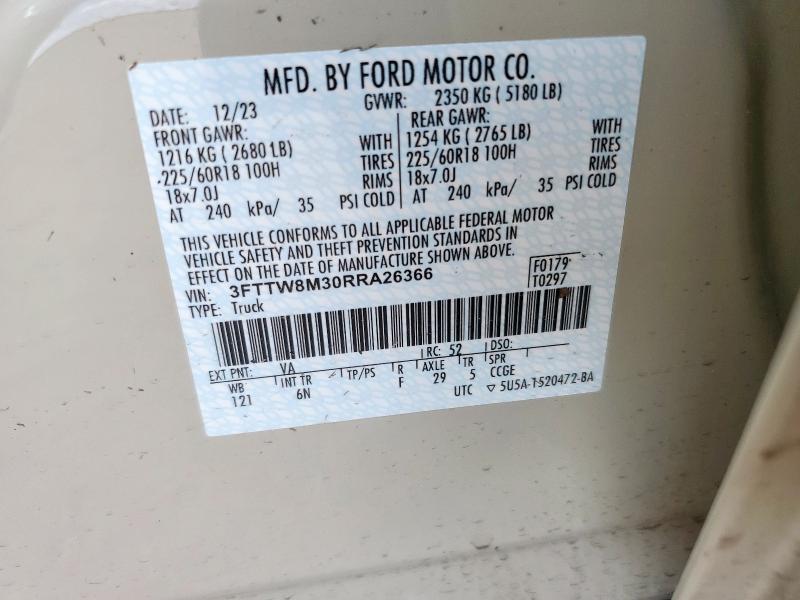 MFD. BY FORD MOTOR CO.
DATE: 12/23 GVWR: 2350 KG ( 5180 LB)
FRONT GAWR: REAR GAWR:
1216 KG ( 2680 LB) WITH 1254 KG ( 2765 LB) WITH
225/60R18 100H TIRES 225/60R18 100H TIRES
18x7.0J RIMS 18x7.0J RIMS
AT 240 kPa/ 35 PSI COLD AT 240 kPa/ 35 PSI COLD
THIS VEHICLE CONFORMS TO ALL APPLICABLE FEDERAL MOTOR
VEHICLE SAFETY AND THEFT PREVENTION STANDARDS IN
EFFECT ON THE DATE OF MANUFACTURE SHOWN ABOVE.
VIN: 3FTTW8M30RRA26366 F0179
TYPE: Truck T0297
EXT PNT: VA RC: 52 DSO:
WB INT TR TP/PS R AXLE TR SPR
121 6N F 29 5 CCGE
UTC ▽ 5U5A-1520472-BA